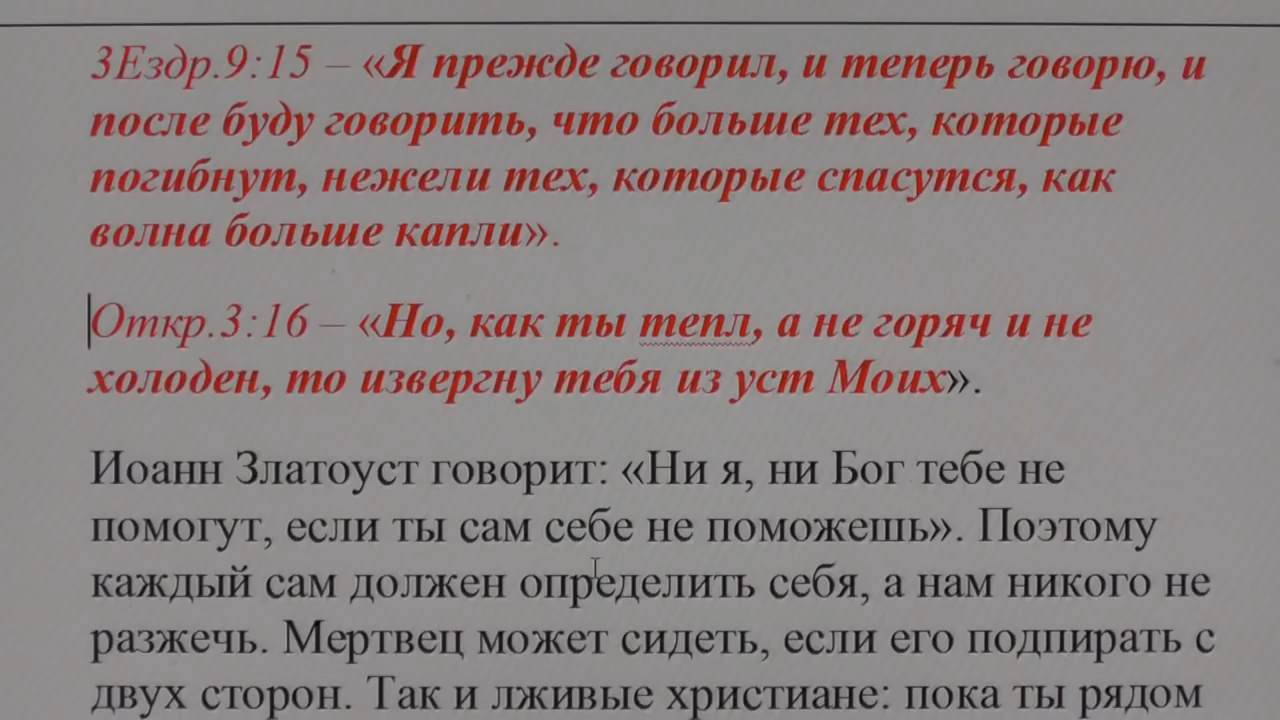 3Ездр.9:15 – «Я прежде говорил, и теперь говорю, и
после буду говорить, что больше тех, которые
погибнут, нежели тех, которые спасутся, как
волна больше капли».
Откр.3:16 – «Но, как ты тепл, а не горяч и не
холоден, то извергну тебя из уст Моих».
Иоанн Златоуст говорит: «Ни я, ни Бог тебе не
помогут, если ты сам себе не поможешь». Поэтому
каждый сам должен определить себя, а нам никого не
разжечь. Мертвец может сидеть, если его подпирать с
двух сторон. Так и лживые христиане: пока ты рядом